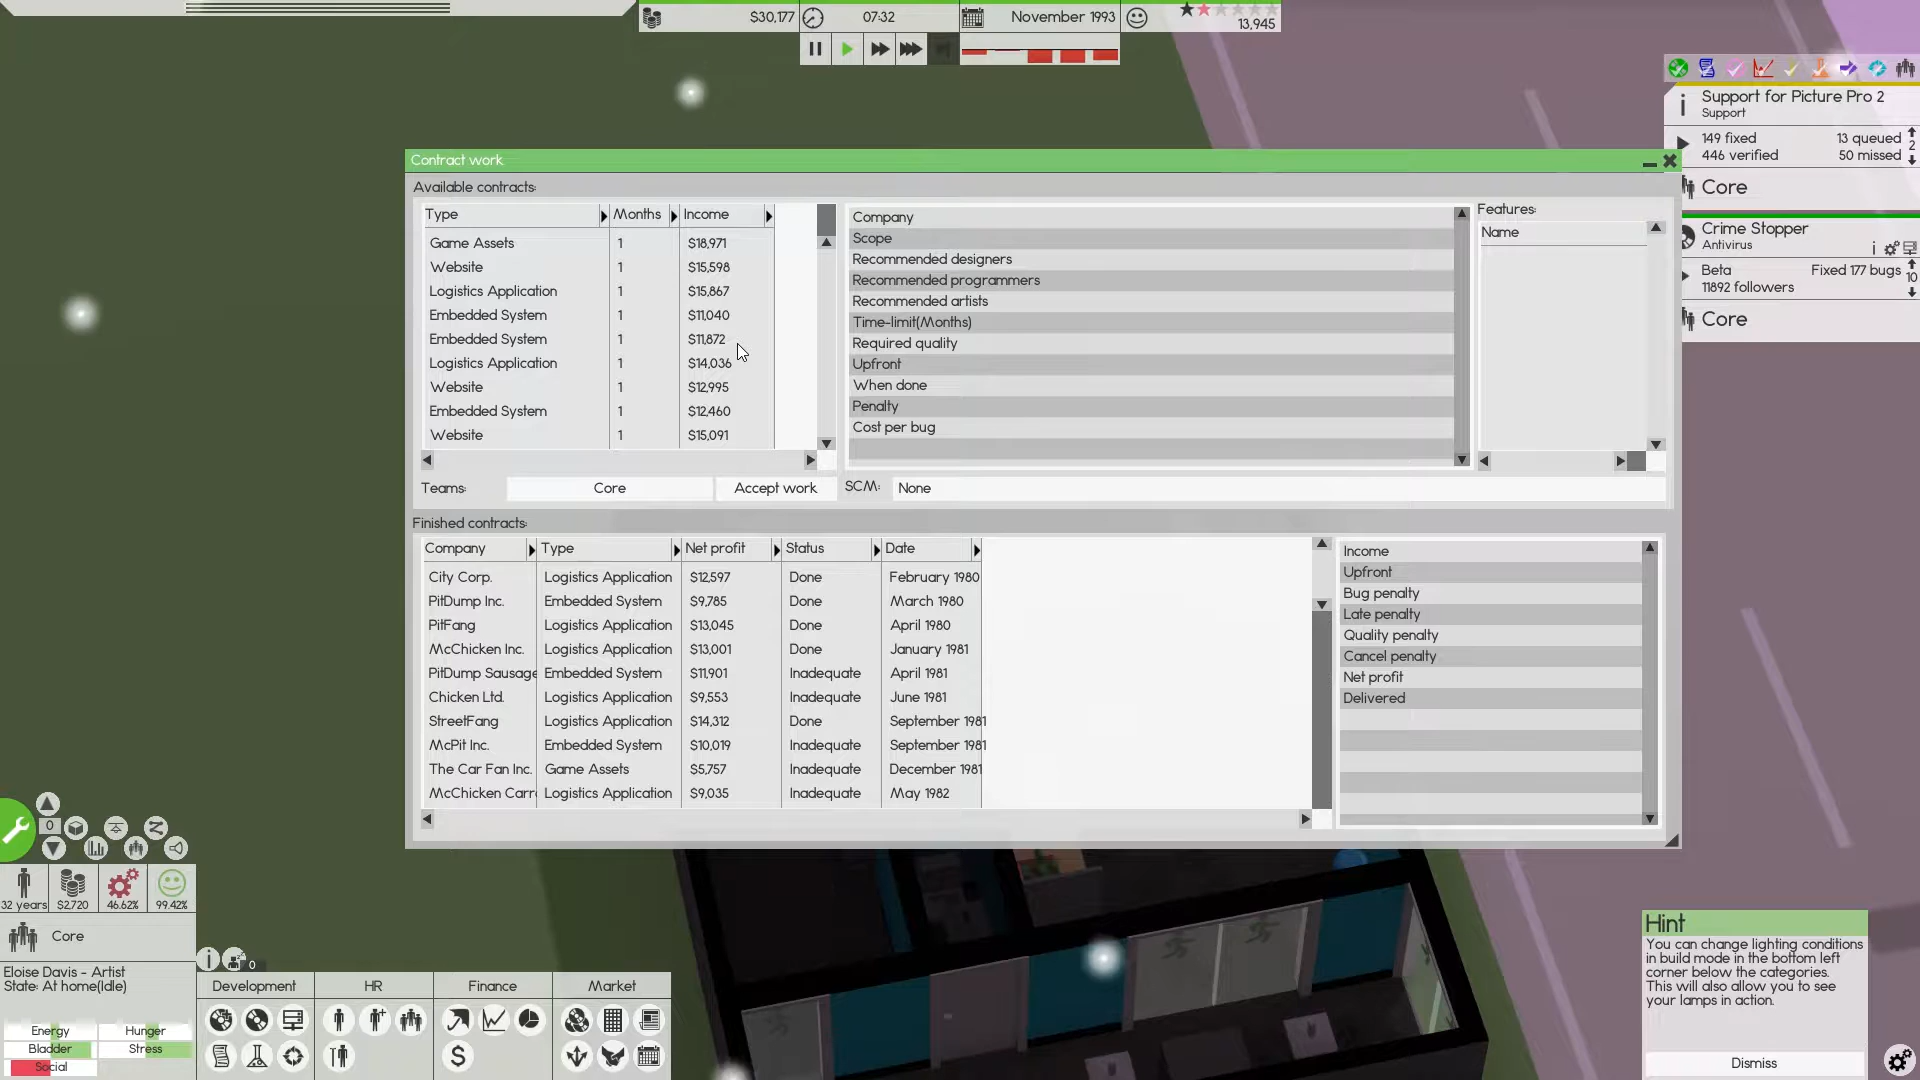 $30,177
07:32
November 1993
13,945
Support for Picture Pro 2
Support
149 fixed 13 queued
446 verified 50 missed
2
Core
Crime Stopper
Antivirus
Beta Fixed 177 bugs
11892 followers
10
Core
Contract work
Available contracts:
Type Months Income
Game Assets 1 $18,971
Website 1 $15,598
Logistics Application 1 $15,867
Embedded System 1 $11,040
Embedded System 1 $11,872
Logistics Application 1 $14,036
Website 1 $12,995
Embedded System 1 $12,460
Website 1 $15,091
Company
Scope
Recommended designers
Recommended programmers
Recommended artists
Time-limit(Months)
Required quality
Upfront
When done
Penalty
Cost per bug
Features:
Name
Teams: Core Accept work SCM: None
Finished contracts:
Company Type Net profit Status Date
City Corp. Logistics Application $12,597 Done February 1980
PitDump Inc. Embedded System $9,785 Done March 1980
PitFang Logistics Application $13,045 Done April 1980
McChicken Inc. Logistics Application $13,001 Done January 1981
PitDump Sausage Embedded System $11,901 Inadequate April 1981
Chicken Ltd. Logistics Application $9,553 Inadequate June 1981
StreetFang Logistics Application $14,312 Done September 1981
McPit Inc. Embedded System $10,019 Inadequate September 1981
The Car Fan Inc. Game Assets $5,757 Inadequate December 1981
McChicken Carr Logistics Application $9,035 Inadequate May 1982
Income
Upfront
Bug penalty
Late penalty
Quality penalty
Cancel penalty
Net profit
Delivered
0
32 years $2,720 46.62% 99.42%
Core
Eloise Davis - Artist
State: At home(Idle)
Energy Hunger
Bladder Stress
Social
0
Development HR Finance Market
Hint
You can change lighting conditions
in build mode in the bottom left
corner below the categories.
This will also allow you to see
your lamps in action.
Dismiss